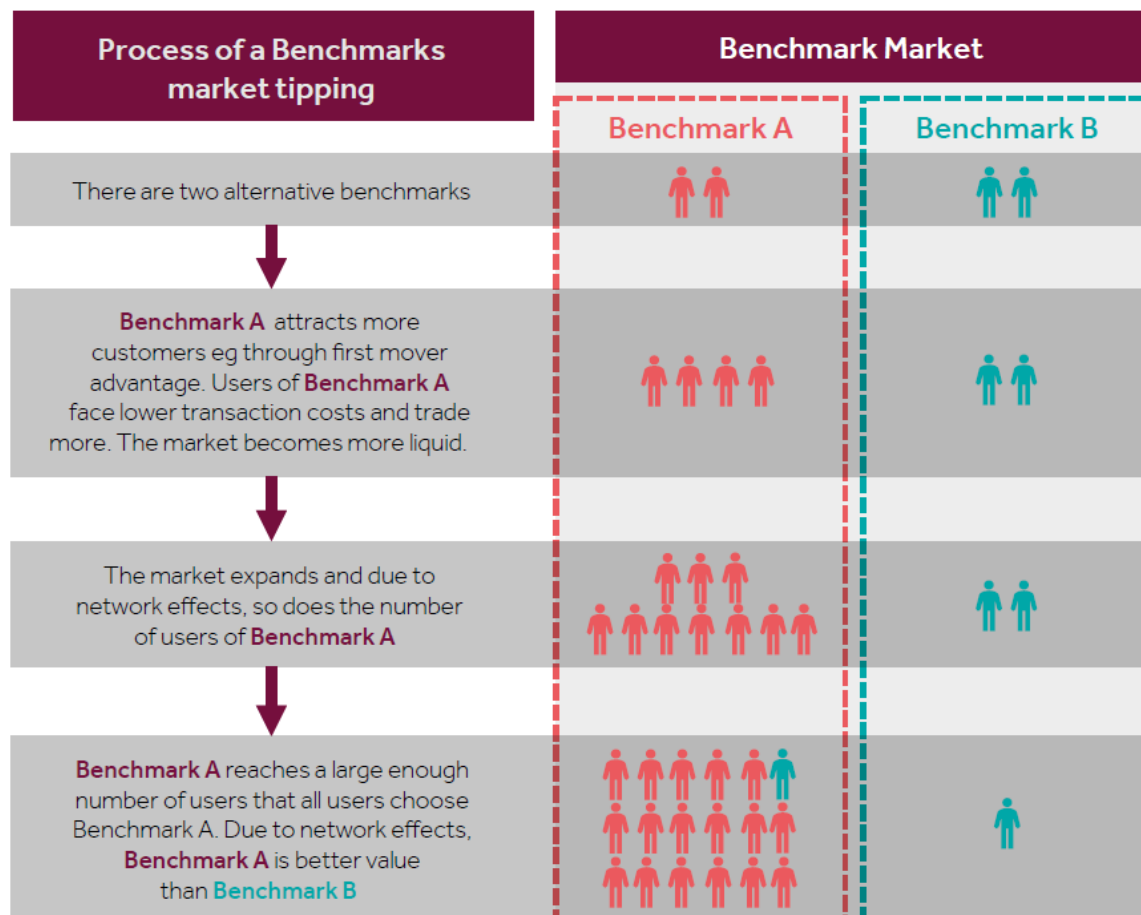 Process of a Benchmarks
market tipping
Benchmark Market
Benchmark A
Benchmark B
There are two alternative benchmarks
Benchmark A attracts more
customers eg through first mover
advantage. Users of Benchmark A
face lower transaction costs and trade
more. The market becomes more liquid.
The market expands and due to
network effects, so does the number
of users of Benchmark A
Benchmark A reaches a large enough
number of users that all users choose
Benchmark A. Due to network effects,
Benchmark A is better value
than Benchmark B